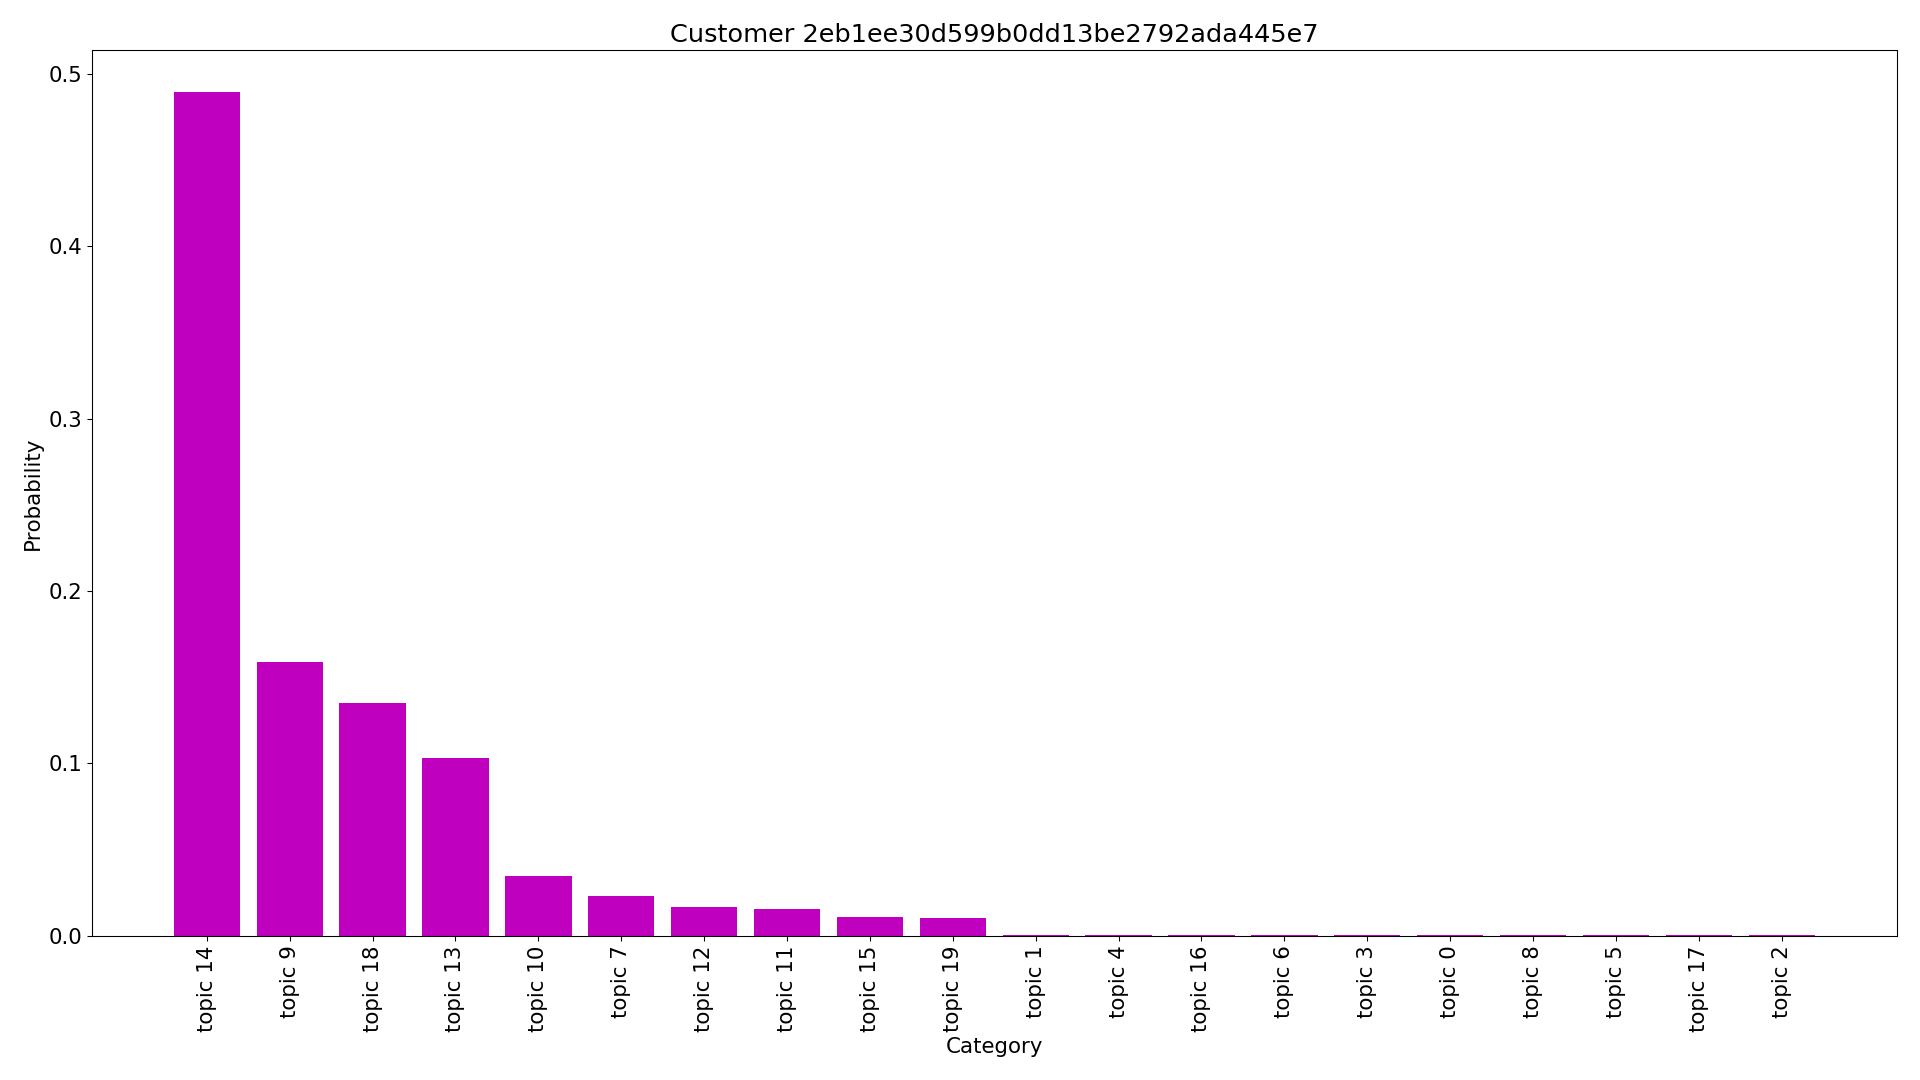 Customer 2eb1ee30d599b0dd13be2792ada445e7
0.5
0.4
0.3
0.2
0.1
0.0
Probability
topic 14
topic 9
topic 18
topic 13
topic 10
topic 7
topic 12
topic 11
topic 15
topic 19
topic 1
topic 4
topic 16
topic 6
topic 3
topic 0
topic 8
topic 5
topic 17
topic 2
Category